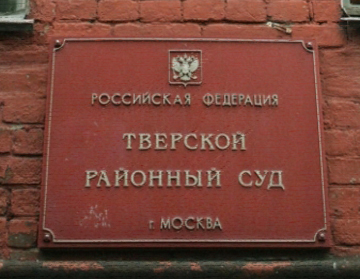 РОССИЙСКАЯ ФЕДЕРАЦИЯ
ТВЕРСКОЙ
РАЙОННЫЙ СУД
г. МОСКВА